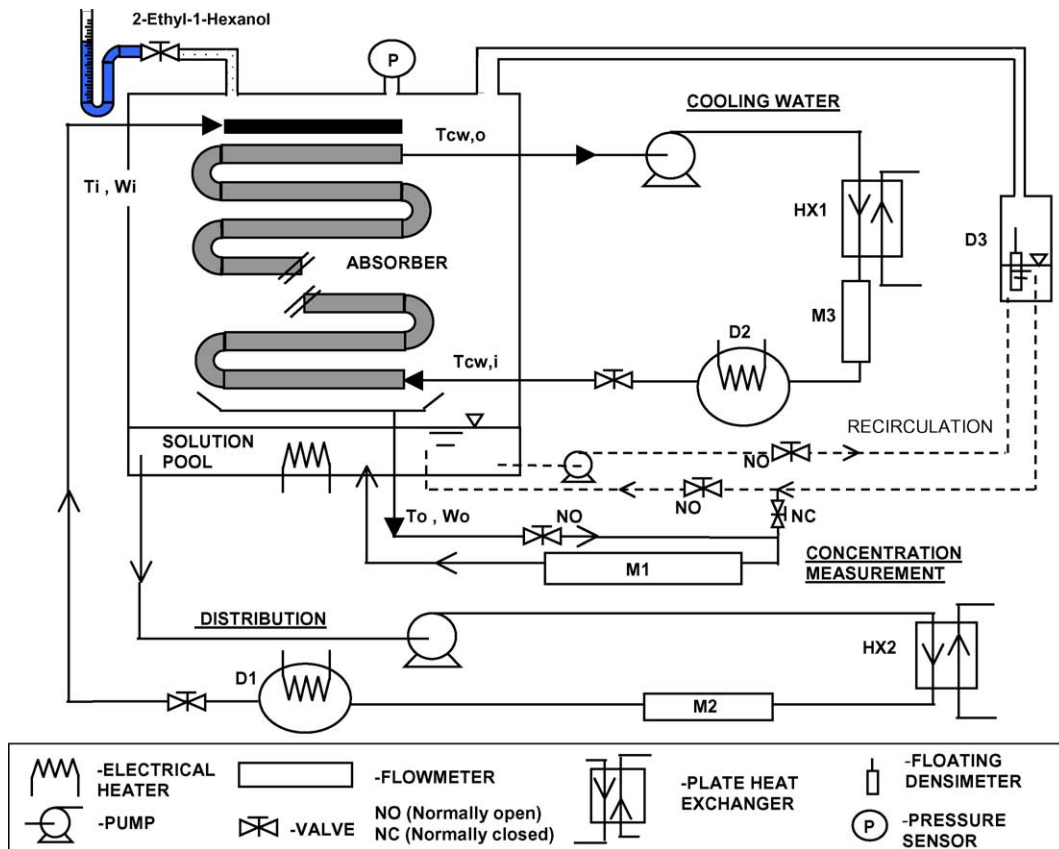 2-Ethyl-1-Hexanol
P
COOLING WATER
Tcw,o
Ti , Wi
HX1
D3
ABSORBER
M3
D2
Tcw,i
RECIRCULATION
SOLUTION
POOL
NO
NO
NC
To , Wo
NO
CONCENTRATION
MEASUREMENT
M1
DISTRIBUTION
HX2
D1
M2
-ELECTRICAL
HEATER
-FLOWMETER
-PLATE HEAT
EXCHANGER
-FLOATING
DENSIMETER
-PUMP
-VALVE
NO (Normally open)
NC (Normally closed)
P
-PRESSURE
SENSOR